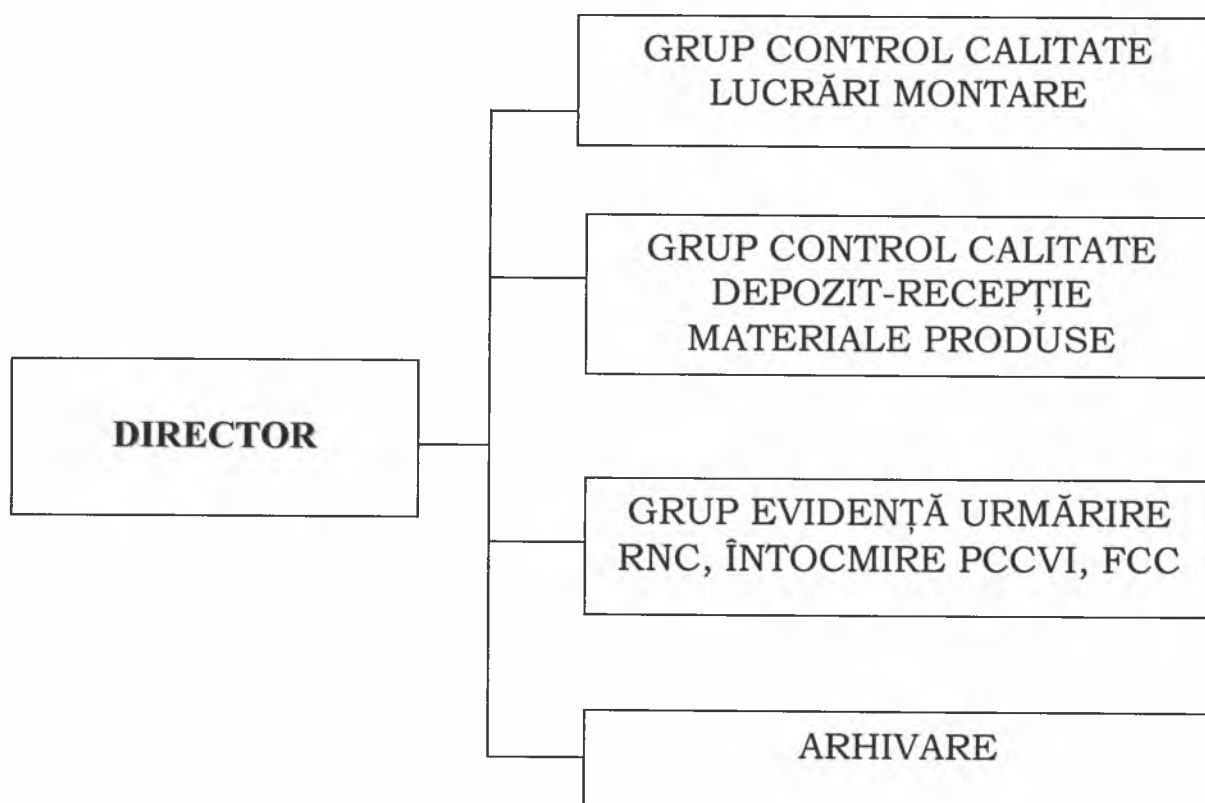 GRUP CONTROL CALITATE
LUCRĂRI MONTARE
GRUP CONTROL CALITATE
DEPOZIT-RECEPȚIE
MATERIALE PRODUSE
DIRECTOR
GRUP EVIDENȚĂ URMĂRIRE
RNC, ÎNTOCMIRE PCCVI, FCC
ARHIVARE